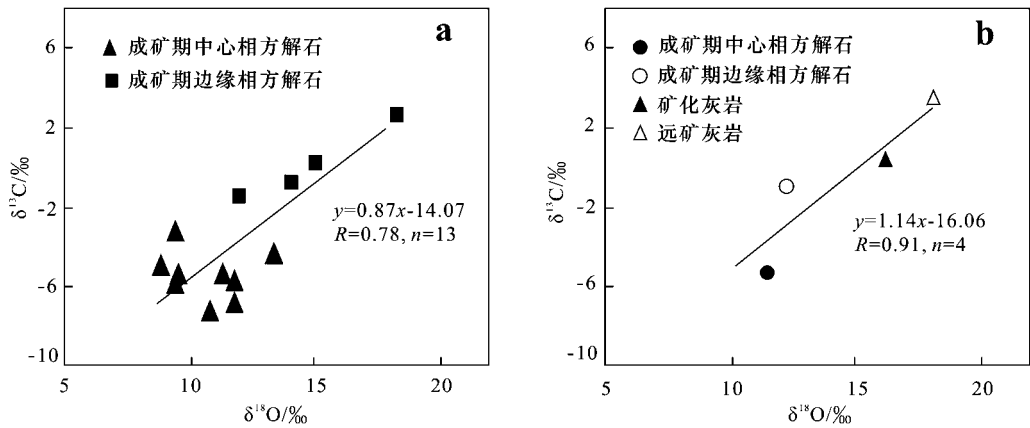 a
6
2
-2
-6
-10
δ¹³C/‰
▲ 成矿期中心相方解石
■ 成矿期边缘相方解石
y=0.87x-14.07
R=0.78, n=13
5
10
15
20
δ¹⁸O/‰
b
6
2
-2
-6
-10
δ¹³C/‰
● 成矿期中心相方解石
○ 成矿期边缘相方解石
▲ 矿化灰岩
△ 远矿灰岩
y=1.14x-16.06
R=0.91, n=4
5
10
15
20
δ¹⁸O/‰